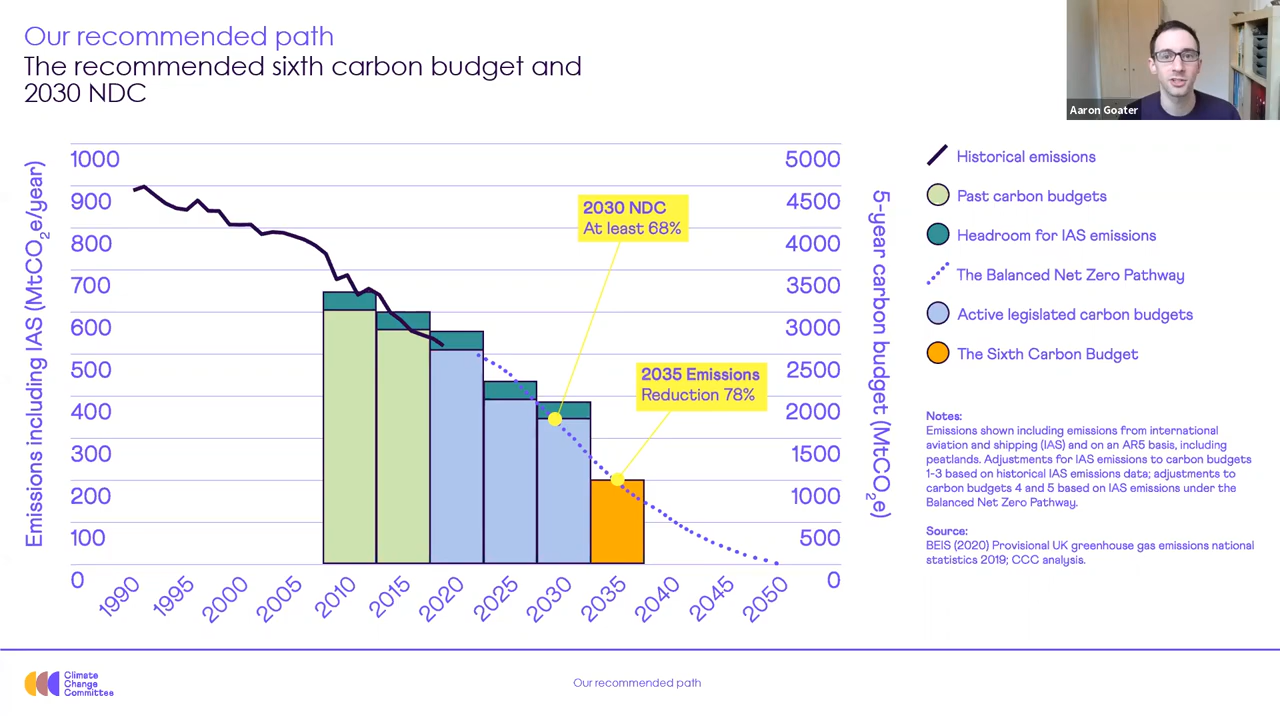 Our recommended path
The recommended sixth carbon budget and
2030 NDC
Aaron Goater
Emissions including IAS (MtCO2e/year)
1000
900
800
700
600
500
400
300
200
100
0
2030 NDC
At least 68%
2035 Emissions
Reduction 78%
5000
4500
4000
3500
3000
2500
2000
1500
1000
500
0
5-year carbon budget (MtCO2e)
1990
1995
2000
2005
2010
2015
2020
2025
2030
2035
2040
2045
2050
Historical emissions
Past carbon budgets
Headroom for IAS emissions
The Balanced Net Zero Pathway
Active legislated carbon budgets
The Sixth Carbon Budget
Notes:
Emissions shown including emissions from international
aviation and shipping (IAS) and on an AR5 basis, including
peatlands. Adjustments for IAS emissions to carbon budgets
1-3 based on historical IAS emissions data; adjustments to
carbon budgets 4 and 5 based on IAS emissions under the
Balanced Net Zero Pathway.
Source:
BEIS (2020) Provisional UK greenhouse gas emissions national
statistics 2019; CCC analysis.
Climate
Change
Committee
Our recommended path